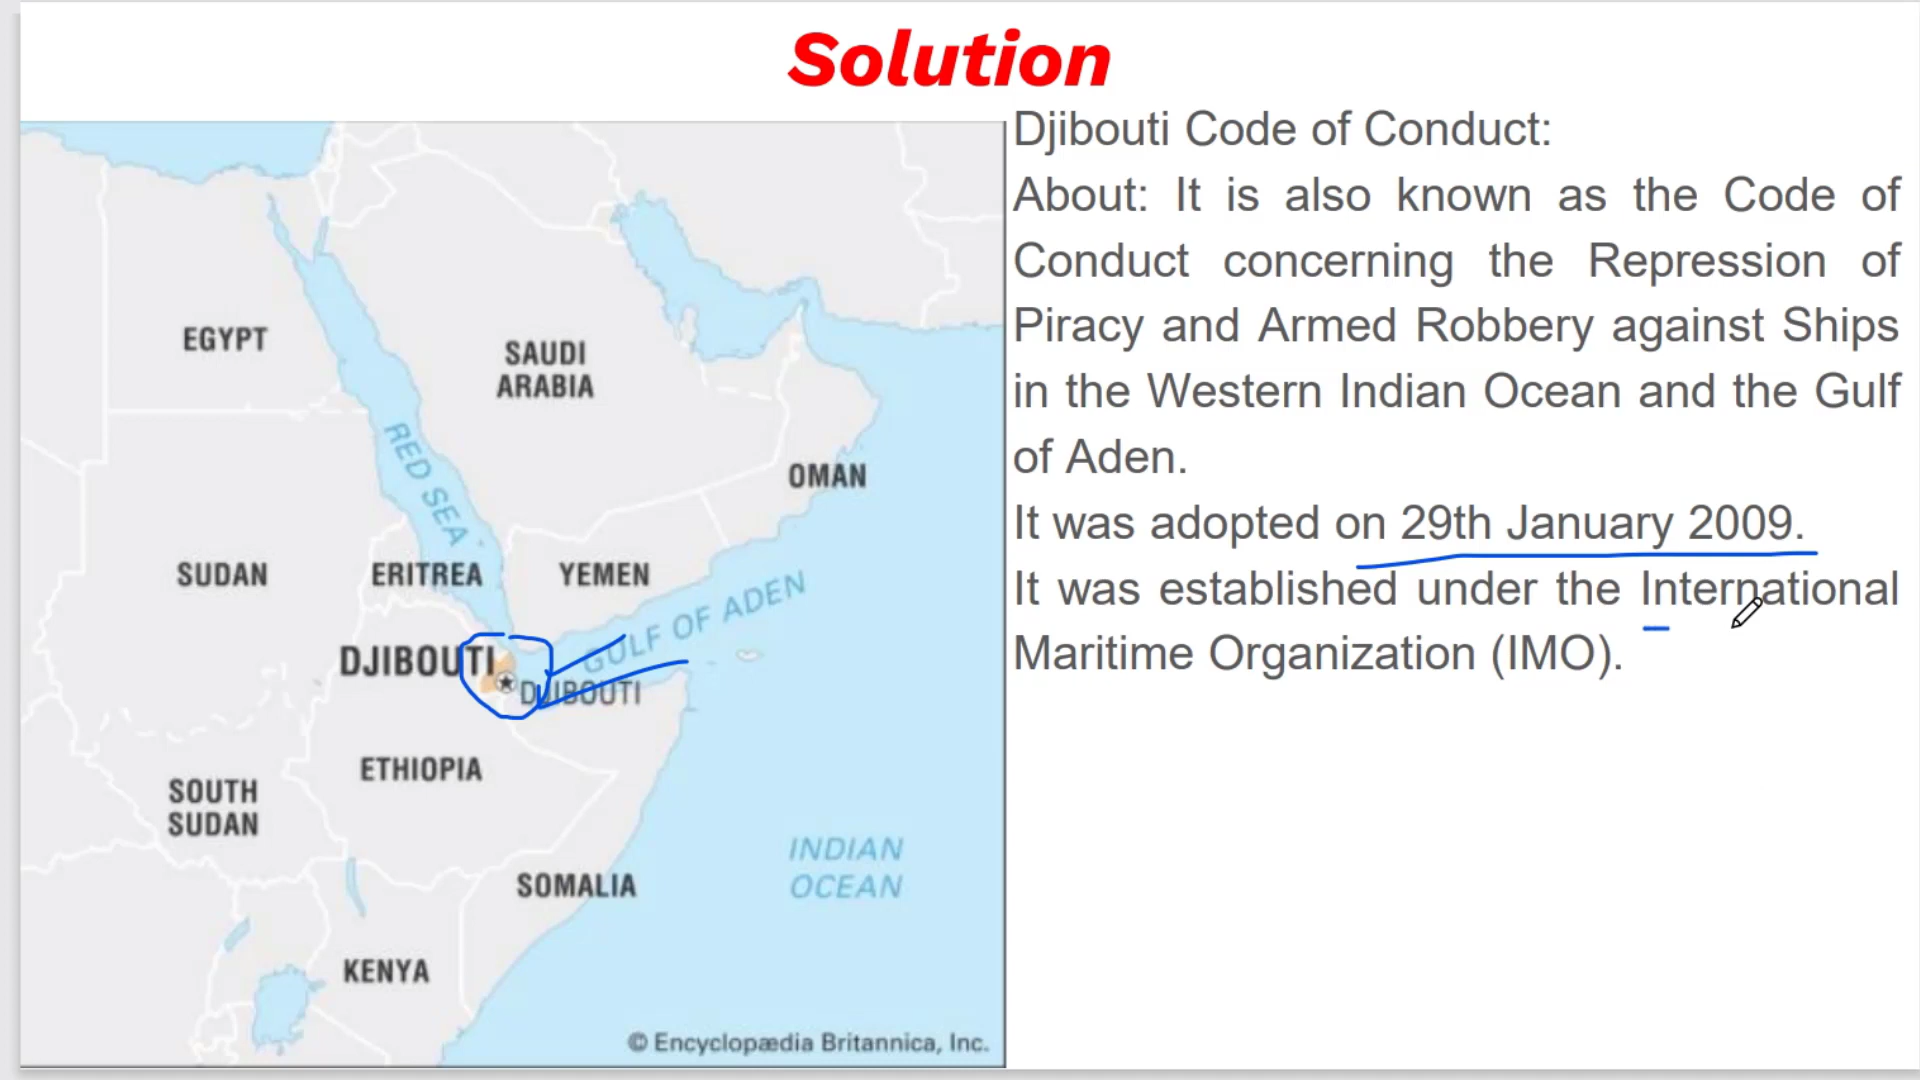 Solution
Djibouti Code of Conduct:
About: It is also known as the Code of
Conduct concerning the Repression of
Piracy and Armed Robbery against Ships
in the Western Indian Ocean and the Gulf
of Aden.
It was adopted on 29th January 2009.
It was established under the International
Maritime Organization (IMO).
EGYPT
SAUDI
ARABIA
RED SEA
OMAN
SUDAN
ERITREA
YEMEN
GULF OF ADEN
DJIBOUTI
DJIBOUTI
ETHIOPIA
SOUTH
SUDAN
INDIAN
OCEAN
SOMALIA
KENYA
© Encyclopædia Britannica, Inc.